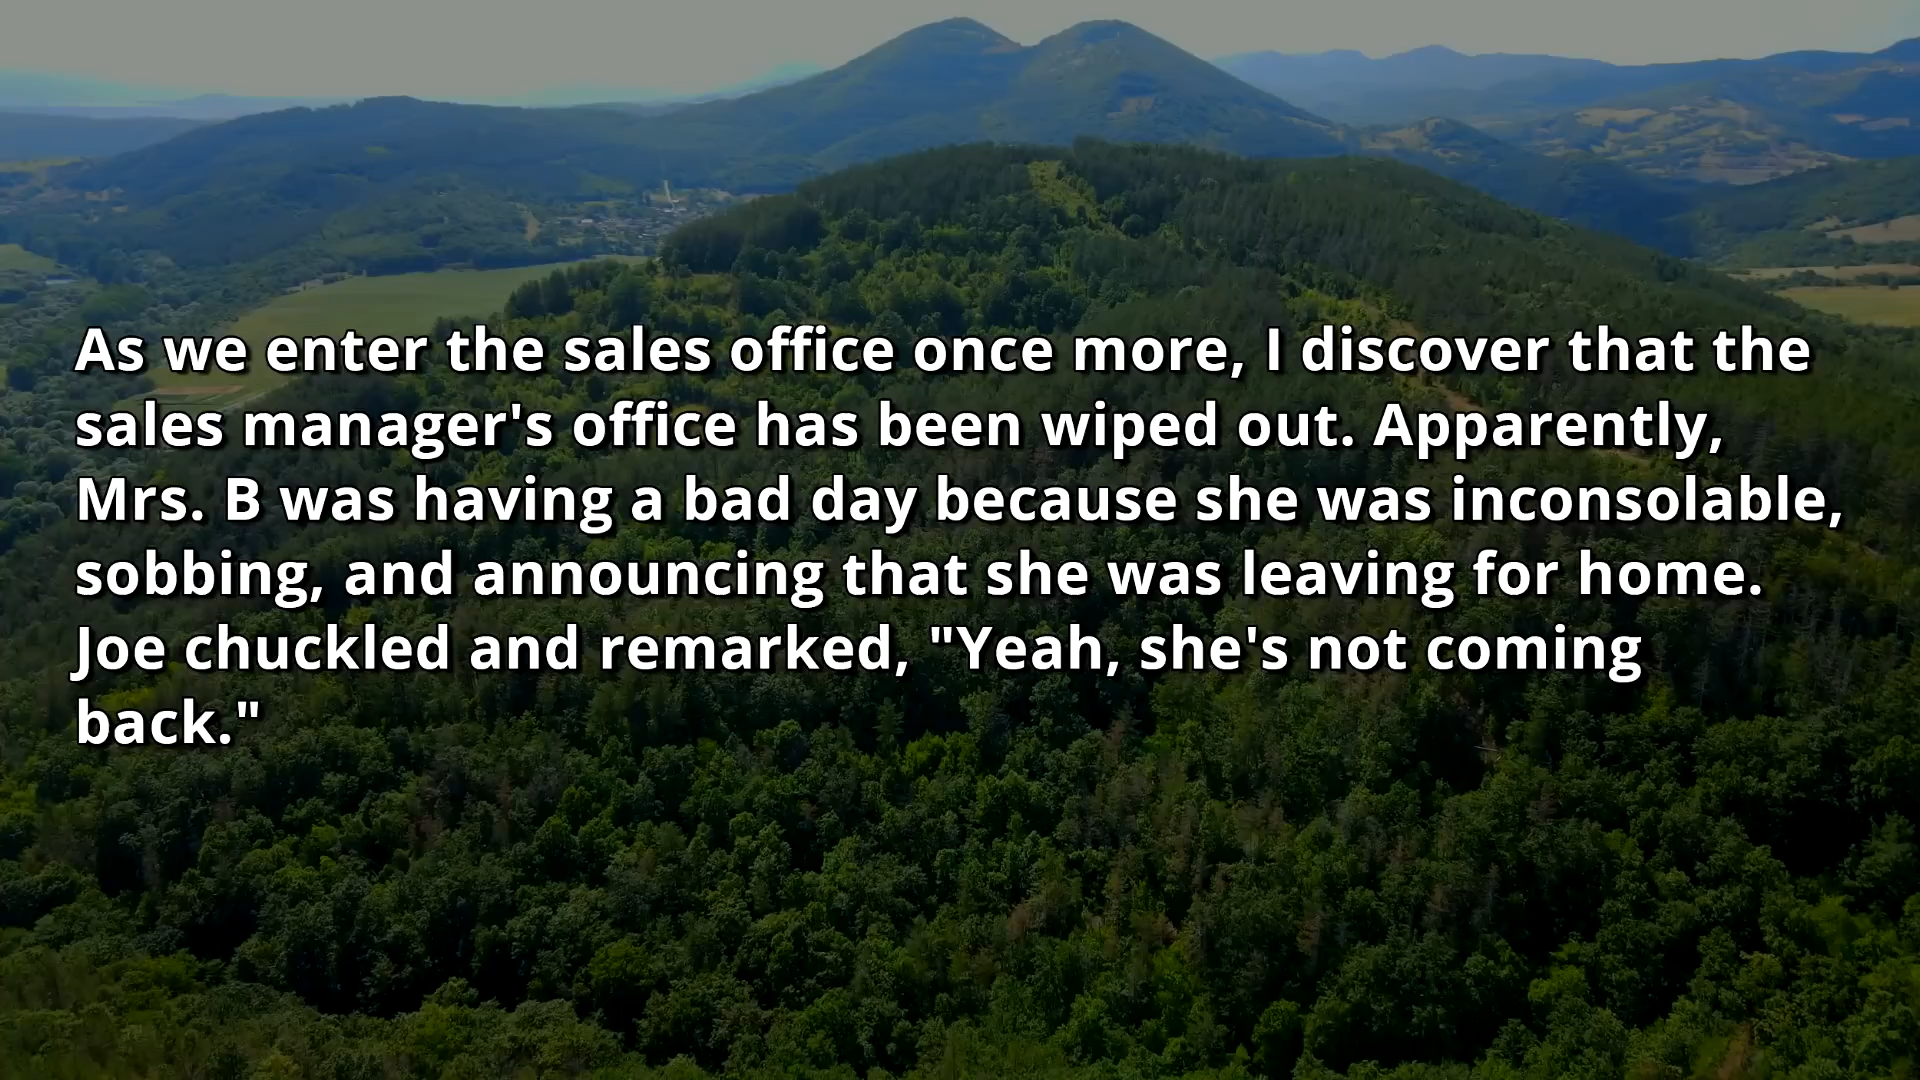 As we enter the sales office once more, I discover that the
sales manager's office has been wiped out. Apparently,
Mrs. B was having a bad day because she was inconsolable,
sobbing, and announcing that she was leaving for home.
Joe chuckled and remarked, "Yeah, she's not coming
back."